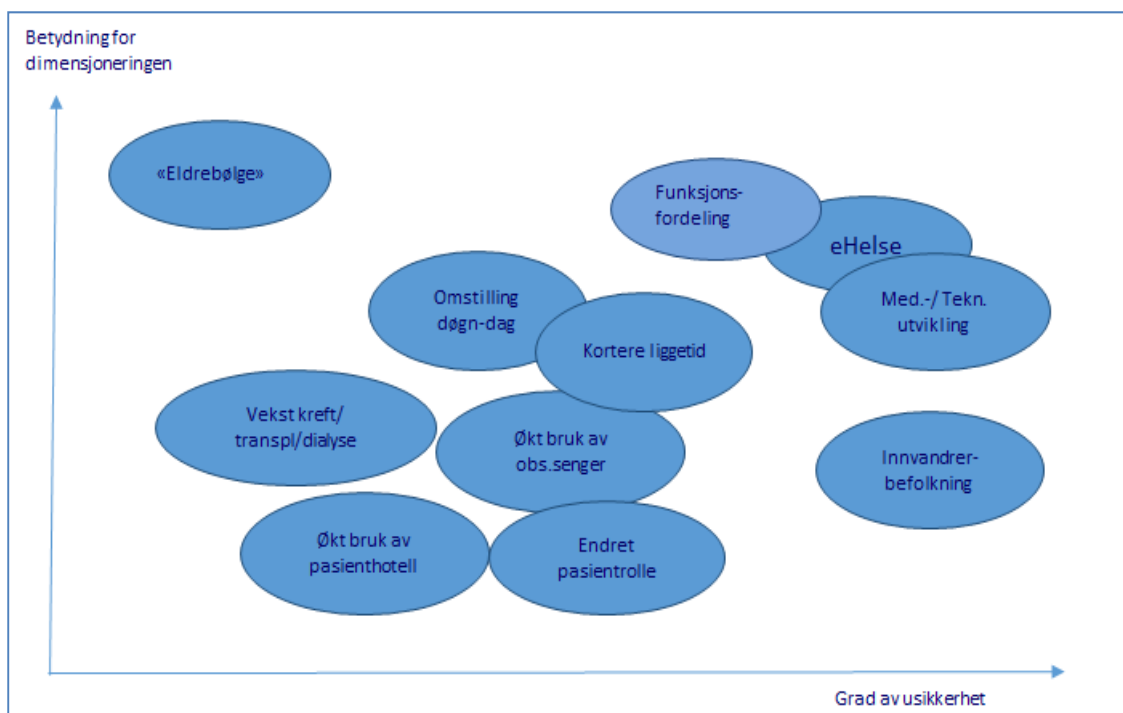 Betydning for
dimensjoneringen
«Eldrebølge»
Funksjons-
fordeling
eHelse
Omstilling
døgn-dag
Med.-/ Tekn.
utvikling
Kortere liggetid
Vekst kreft/
transpl/dialyse
Økt bruk av
obs.senger
Innvandrer-
befolkning
Økt bruk av
pasienthotell
Endret
pasientrolle
Grad av usikkerhet